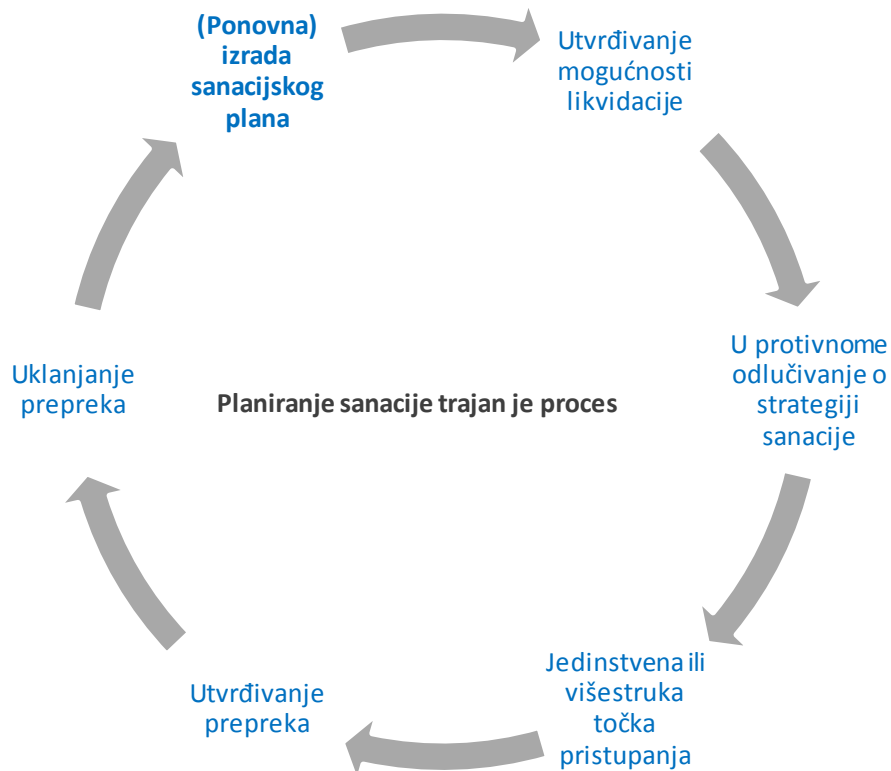 (Ponovna)
izrada
sanacijskog
plana
Utvrđivanje
mogućnosti
likvidacije
U protivnome
odlučivanje o
strategiji
sanacije
Jedinstvena ili
višestruka
točka
pristupanja
Utvrđivanje
prepreka
Uklanjanje
prepreka
Planiranje sanacije trajan je proces